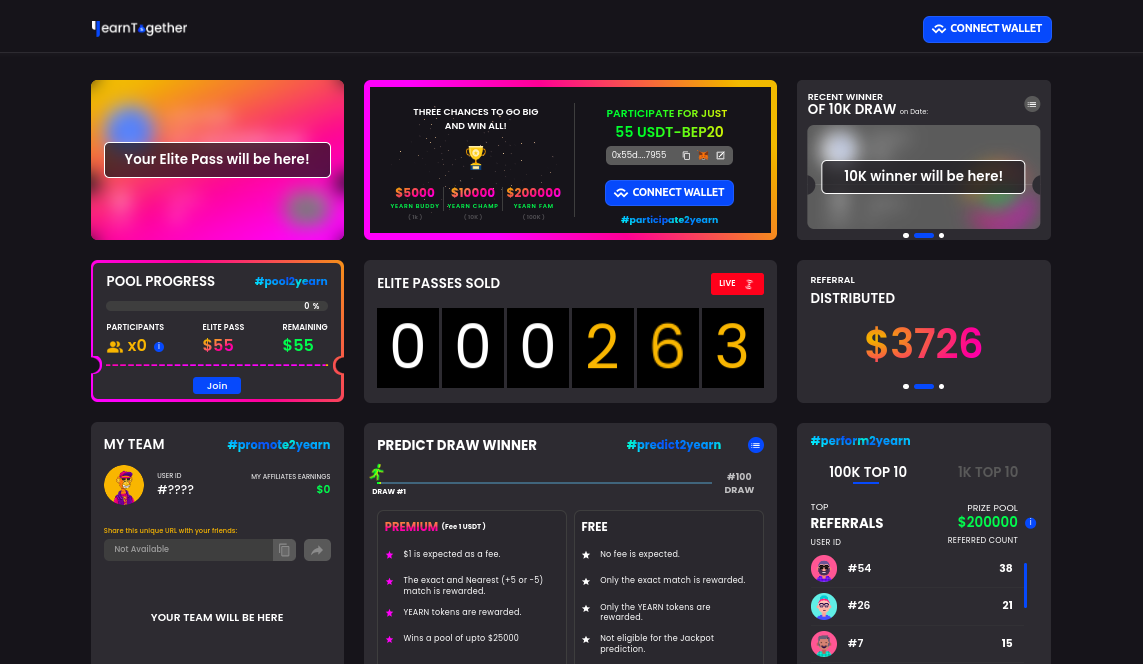 YearnTogether
CONNECT WALLET
Your Elite Pass will be here!
THREE CHANCES TO GO BIG
AND WIN ALL!
$5000
YEARN BUDDY
( 1k )
$10000
YEARN CHAMP
( 10K )
$200000
YEARN FAM
( 100K )
PARTICIPATE FOR JUST
55 USDT-BEP20
0x55d....7955
CONNECT WALLET
#participate2yearn
RECENT WINNER
OF 10K DRAW on Date:
10K winner will be here!
POOL PROGRESS
#pool2yearn
0 %
PARTICIPANTS
x0
i
ELITE PASS
$55
REMAINING
$55
Join
ELITE PASSES SOLD
LIVE
0 0 0 2 6 3
REFERRAL
DISTRIBUTED
$3726
MY TEAM
#promote2yearn
USER ID
#????
MY AFFILIATES EARNINGS
$0
Share this unique URL with your friends:
Not Available
YOUR TEAM WILL BE HERE
PREDICT DRAW WINNER
#predict2yearn
DRAW #1
#100
DRAW
PREMIUM (Fee 1 USDT )
$1 is expected as a fee.
The exact and Nearest (+5 or -5)
match is rewarded.
YEARN tokens are rewarded.
Wins a pool of upto $25000
FREE
No fee is expected.
Only the exact match is rewarded.
Only the YEARN tokens are
rewarded.
Not eligible for the Jackpot
prediction.
#perform2yearn
100K TOP 10
1K TOP 10
TOP
REFERRALS
PRIZE POOL
$200000
i
USER ID
REFERRED COUNT
#54
38
#26
21
#7
15